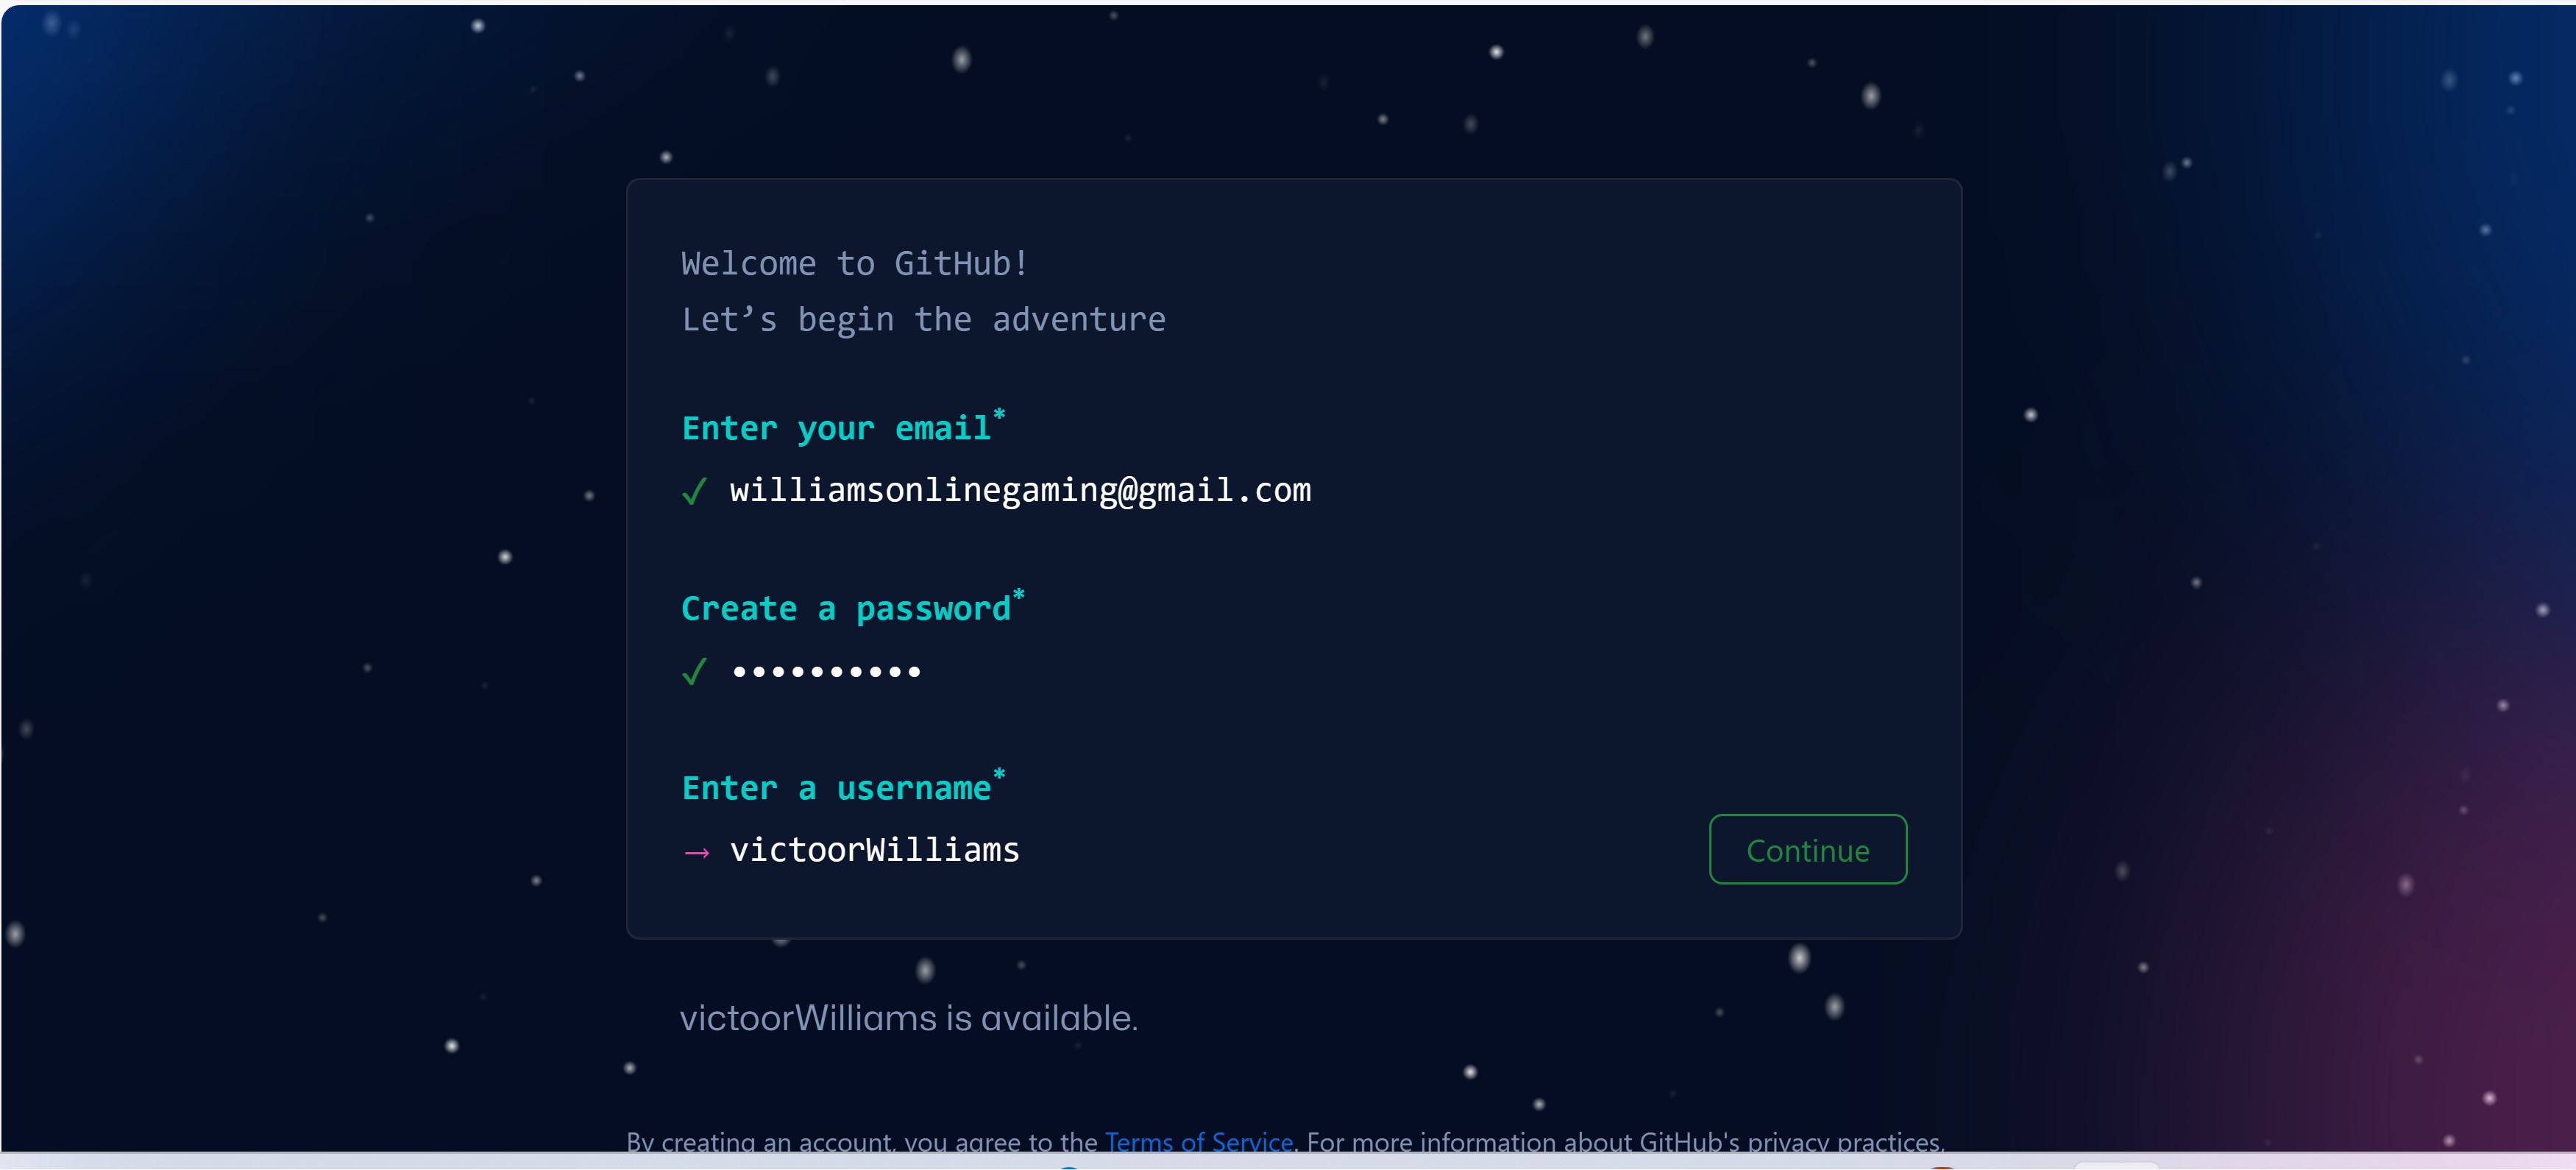 Welcome to GitHub!
Let’s begin the adventure
Enter your email*
✓ williamsonlinegaming@gmail.com
Create a password*
✓ ••••••••••
Enter a username*
→ victoorWilliams
Continue
victoorWilliams is available.
By creating an account, you agree to the Terms of Service. For more information about GitHub's privacy practices,